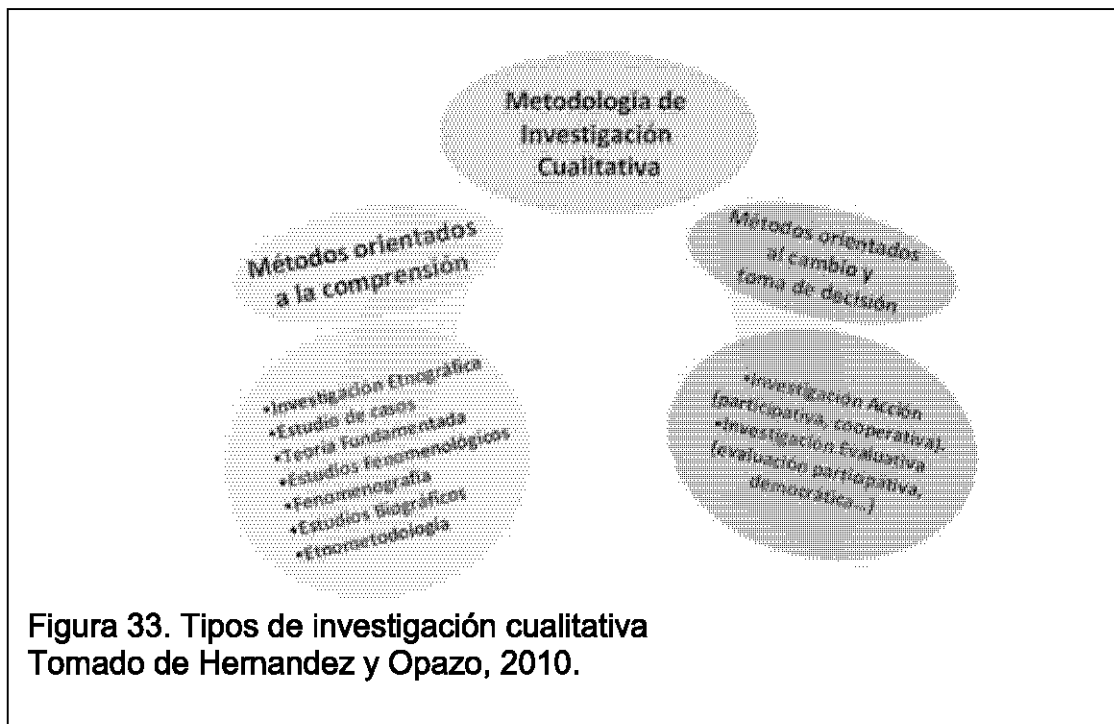 Metodología de
Investigación
Cualitativa
Métodos orientados
a la comprensión
Métodos orientados
al cambio y
toma de decisión
•Investigación Etnográfica
•Estudio de casos
•Teoría Fundamentada
•Estudios Fenomenológicos
•Fenomenografía
•Estudios Biográficos
•Etnometodología
•Investigación Acción
(participativa, cooperativa).
•Investigación Evaluativa
(evaluación participativa,
democrática...)
Figura 33. Tipos de investigación cualitativa
Tomado de Hernandez y Opazo, 2010.